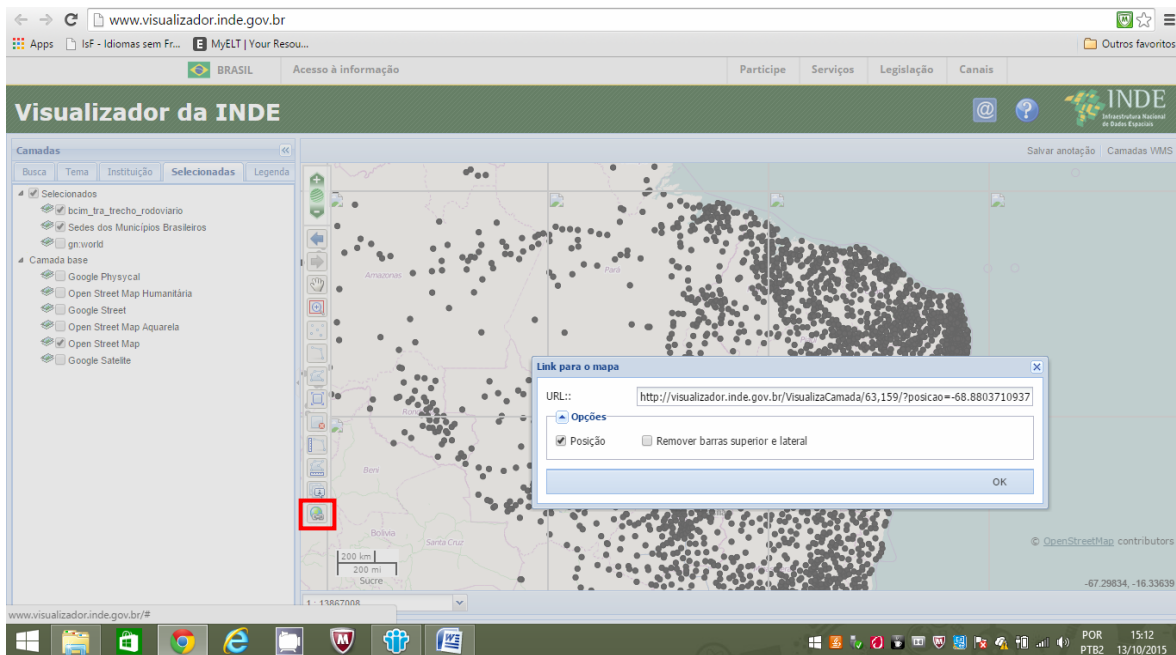 www.visualizador.inde.gov.br
Apps IsF - Idiomas sem Fr... MyELT | Your Resou... Outros favoritos
BRASIL Acesso à informação Participe Serviços Legislação Canais
Visualizador da INDE
INDE
Infraestrutura Nacional
de Dados Espaciais
Camadas
Salvar anotação Camadas WMS
Busca Tema Instituição Selecionadas Legenda
Selecionados
bcim_tra_trecho_rodoviario
Sedes dos Municípios Brasileiros
gn:world
Camada base
Google Physycal
Open Street Map Humanitária
Google Street
Open Street Map Aquarela
Open Street Map
Google Satelite
Amazonas
Pará
Link para o mapa
URL:: http://visualizador.inde.gov.br/VisualizaCamada/63,159/?posicao=-68.8803710937
Opções
Posição Remover barras superior e lateral
OK
Beni
Bolivia
Santa Cruz
Sucre
200 km
200 mi
© OpenStreetMap contributors
-67.29834, -16.33639
1 : 13867008
www.visualizador.inde.gov.br/#
POR 15:12
PTB2 13/10/2015